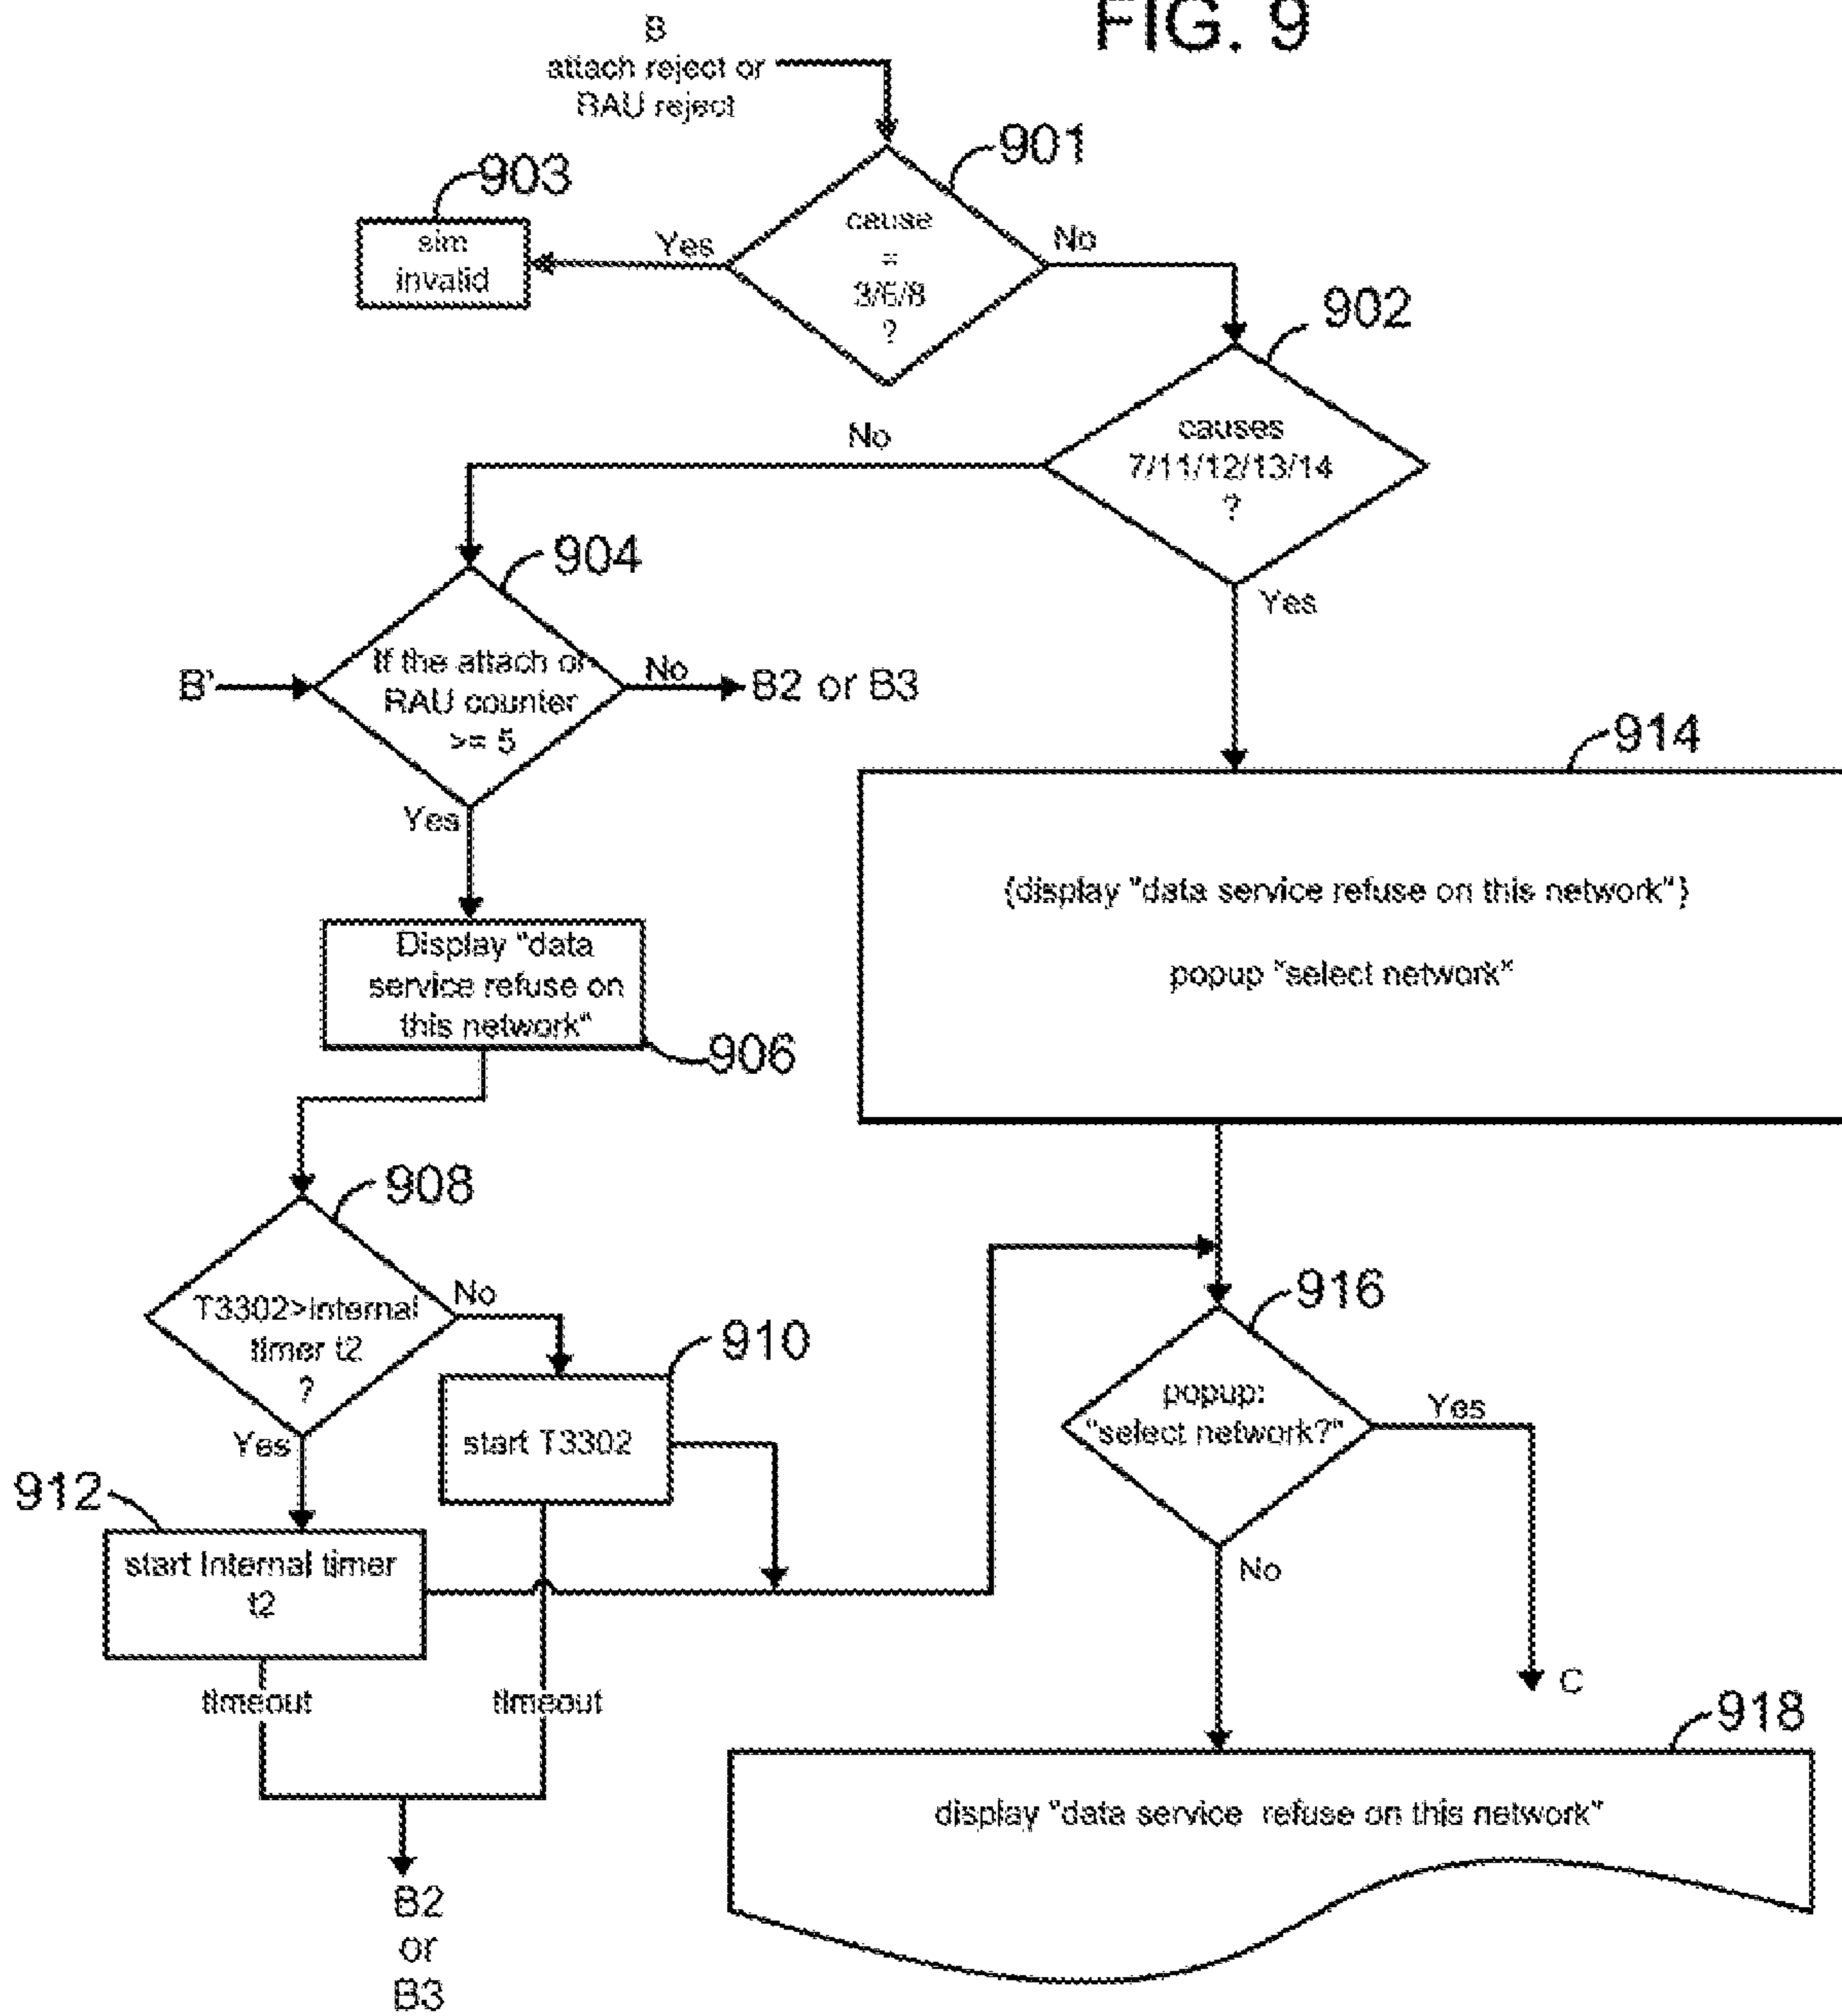 FIG. 9
B
attach reject or
RAU reject
901
903
sim
invalid
Yes
cause
=
3/6/8
?
No
902
causes
7/11/12/13/14
?
No
Yes
904
B'
If the attach or
RAU counter
>= 5
No
B2 or B3
Yes
914
{display "data service refuse on this network"}
popup "select network"
Display "data
service refuse on
this network"
906
908
T3302>Internal
timer t2
?
No
Yes
910
start T3302
916
popup:
"select network?"
Yes
No
C
912
start Internal timer
t2
timeout
timeout
B2
or
B3
918
display "data service refuse on this network"